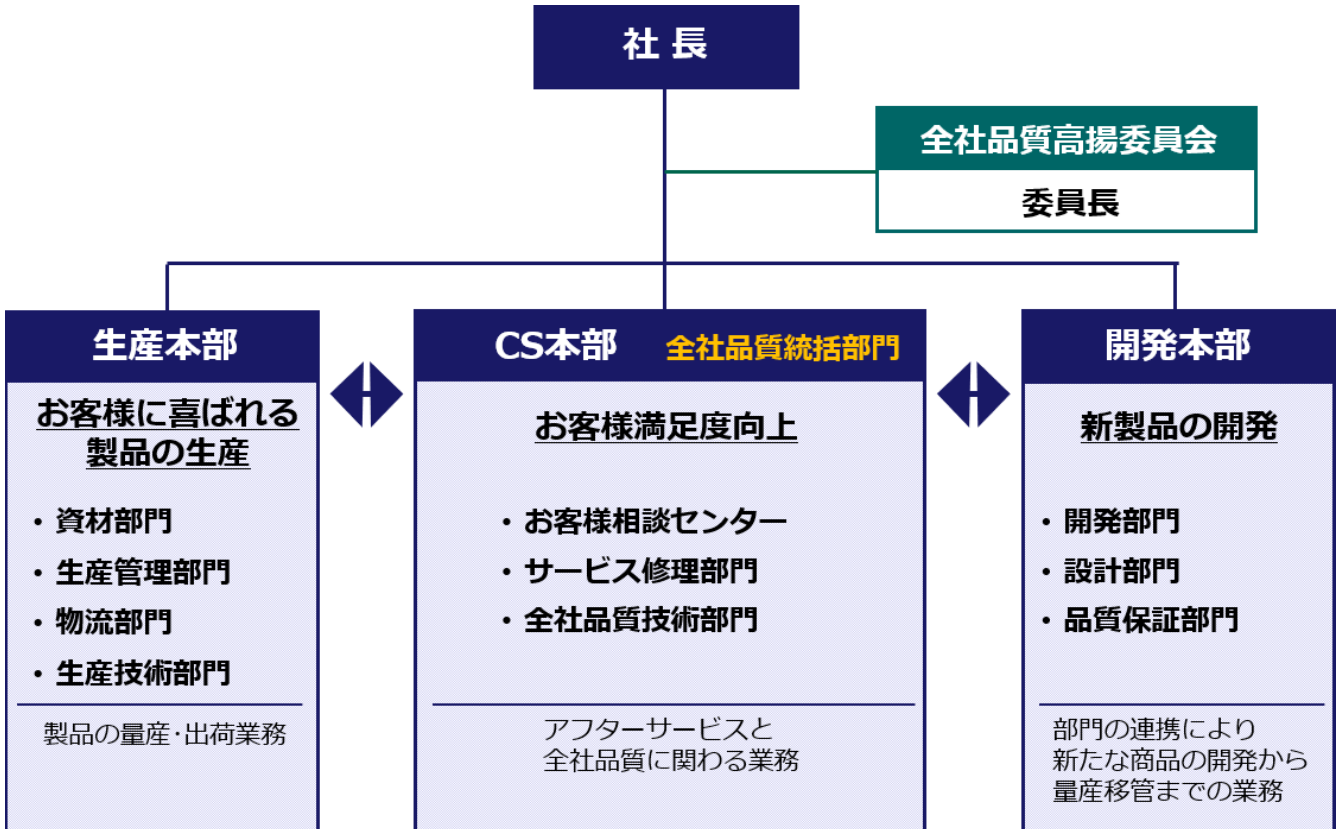 社 長
全社品質高揚委員会
委員長
生産本部
お客様に喜ばれる
製品の生産
・資材部門
・生産管理部門
・物流部門
・生産技術部門
製品の量産・出荷業務
CS本部 全社品質統括部門
お客様満足度向上
・お客様相談センター
・サービス修理部門
・全社品質技術部門
アフターサービスと
全社品質に関わる業務
開発本部
新製品の開発
・開発部門
・設計部門
・品質保証部門
部門の連携により
新たな商品の開発から
量産移管までの業務